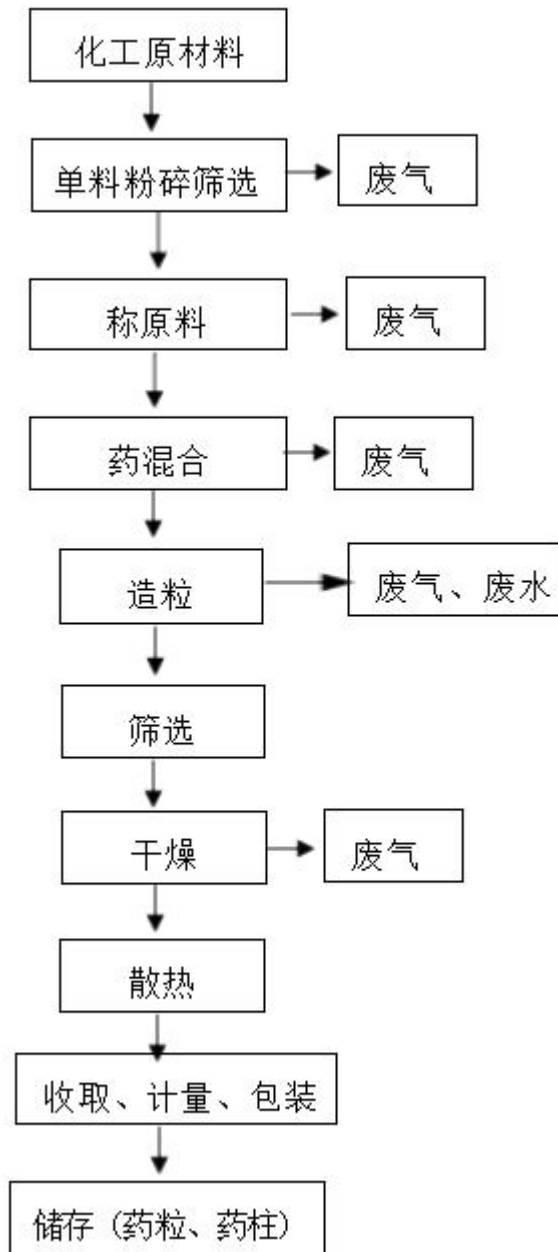 化工原材料
单料粉碎筛选
废气
称原料
废气
药混合
废气
造粒
废气、废水
筛选
干燥
废气
散热
收取、计量、包装
储存（药粒、药柱）